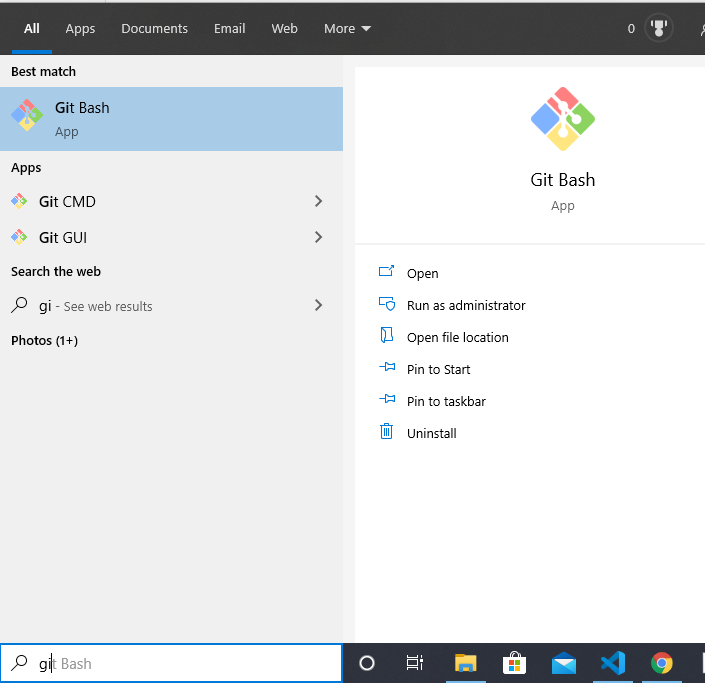 All Apps Documents Email Web More 0
Best match
Git Bash
App
Apps
Git CMD
Git GUI
Search the web
gi - See web results
Photos (1+)
Git Bash
App
Open
Run as administrator
Open file location
Pin to Start
Pin to taskbar
Uninstall
git Bash